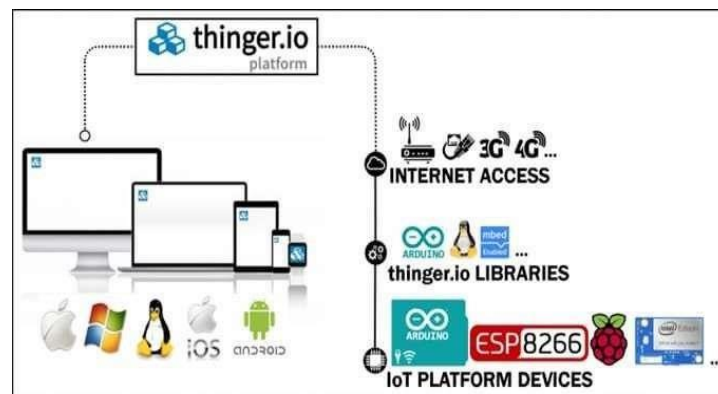 thinger.io
platform
3G 4G...
INTERNET ACCESS
ARDUINO
mbed
Enabled
...
thinger.io LIBRARIES
ARDUINO
ESP8266
...
IoT PLATFORM DEVICES
iOS
ANDROID